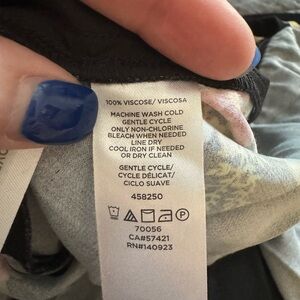 100% VISCOSE/ VISCOSA
MACHINE WASH COLD
GENTLE CYCLE
ONLY NON-CHLORINE
BLEACH WHEN NEEDED
LINE DRY
COOL IRON IF NEEDED
OR DRY CLEAN
GENTLE CYCLE/
CYCLE DÉLICAT/
CICLO SUAVE
458250
P
70056
CA#57421
RN#140923